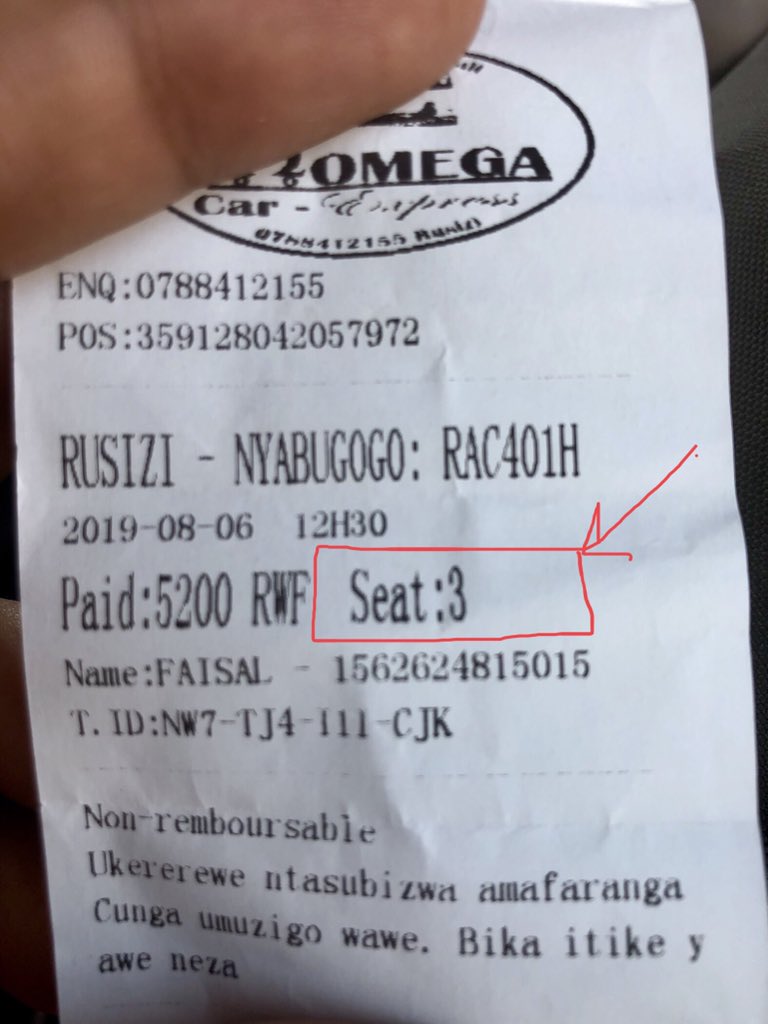 OMEGA
Car - Express
0788412155 Rusizi
ENQ:0788412155
POS:359128042057972
RUSIZI - NYABUGOGO: RAC401H
2019-08-06 12H30
Paid:5200 RWF Seat:3
Name:FAISAL - 1562624815015
T.ID:NW7-TJ4-I11-CJK
Non-remboursable
Ukererewe ntasubizwa amafaranga
Cunga umuzigo wawe. Bika itike y
awe neza